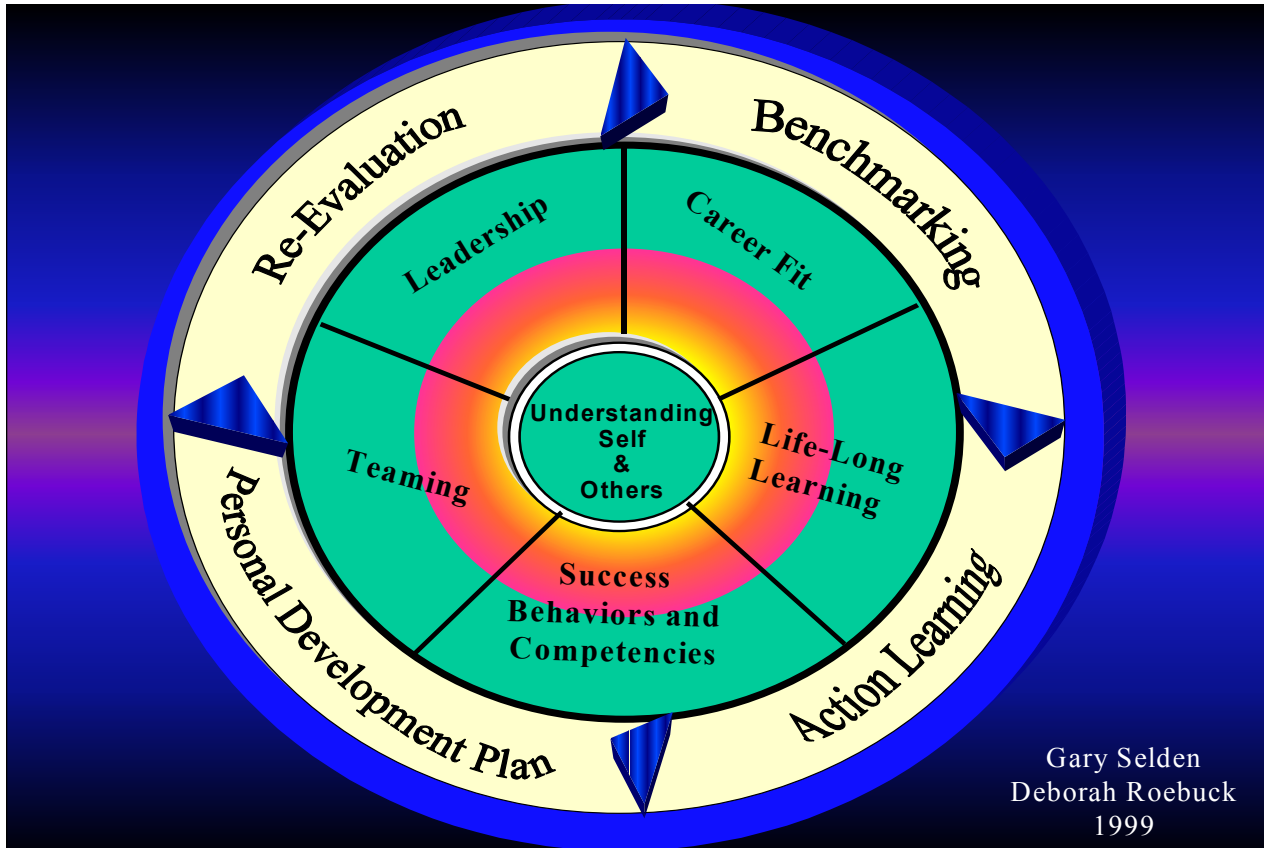 Re-Evaluation
Benchmarking
Leadership
Career Fit
Understanding
Self
&
Others
Teaming
Life-Long
Learning
Success
Behaviors and
Competencies
Personal Development Plan
Action Learning
Gary Selden
Deborah Roebuck
1999